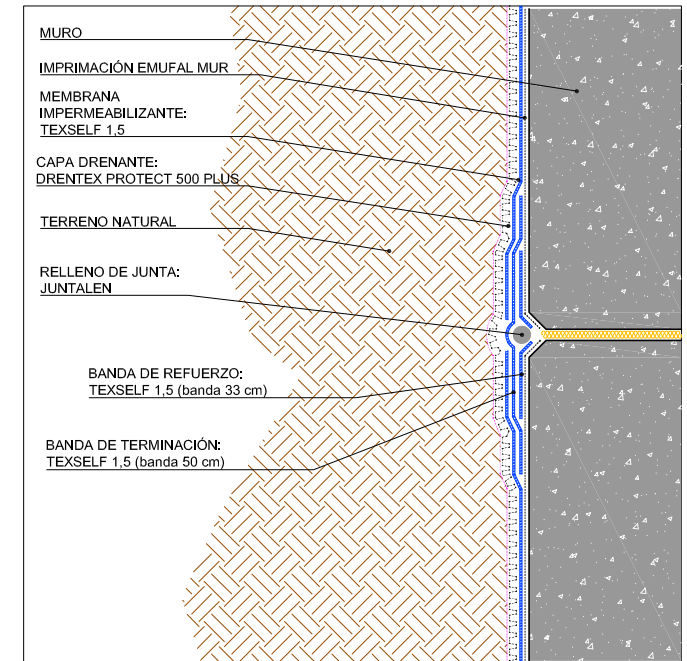 MURO
IMPRIMACIÓN EMUFAL MUR
MEMBRANA
IMPERMEABILIZANTE:
TEXSELF 1,5
CAPA DRENANTE:
DRENTEX PROTECT 500 PLUS
TERRENO NATURAL
RELLENO DE JUNTA:
JUNTALEN
BANDA DE REFUERZO:
TEXSELF 1,5 (banda 33 cm)
BANDA DE TERMINACIÓN:
TEXSELF 1,5 (banda 50 cm)